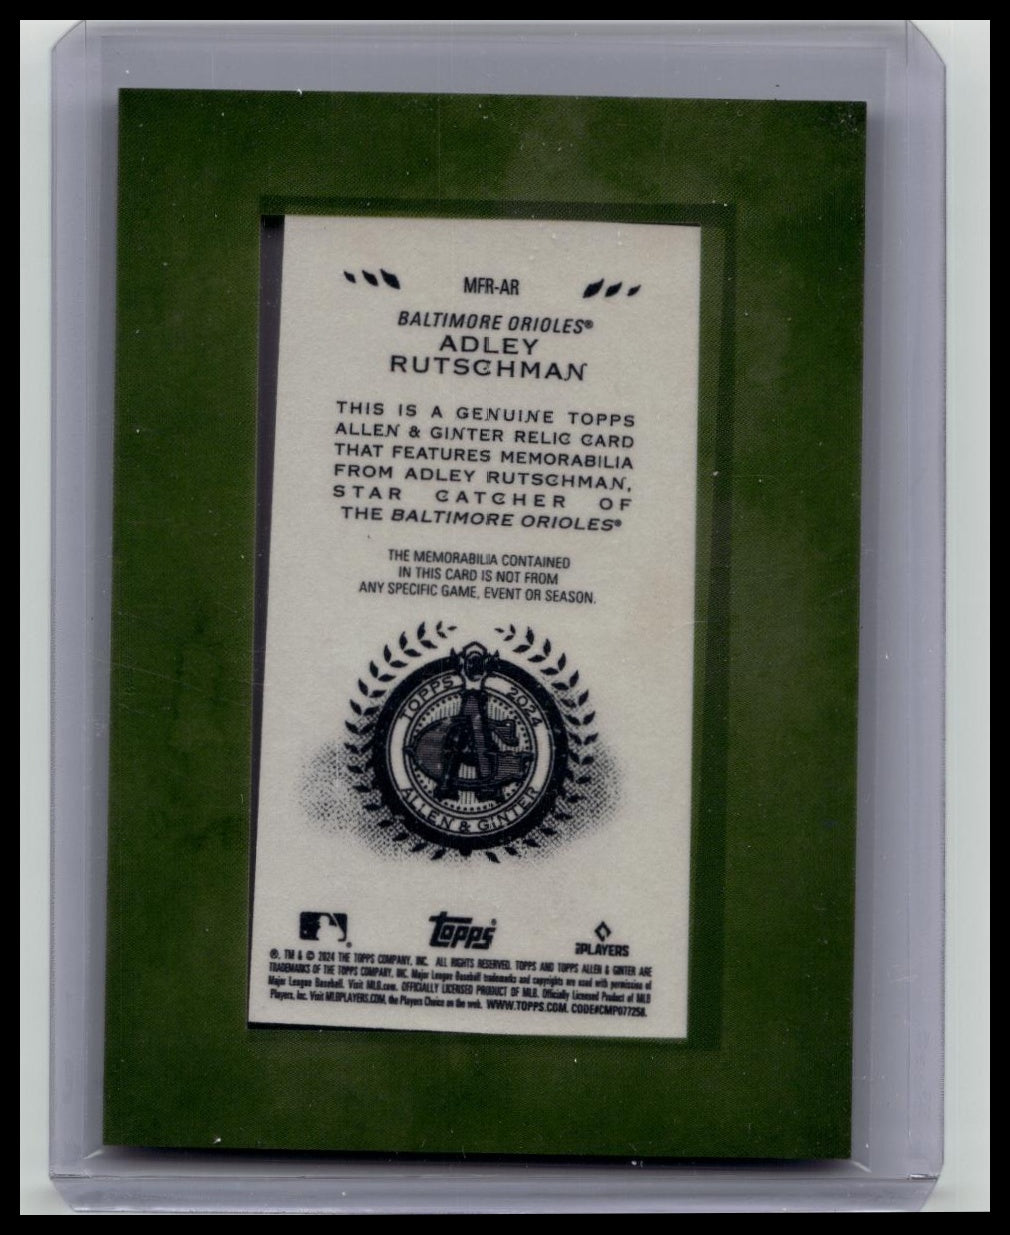 MFR-AR
BALTIMORE ORIOLES®
ADLEY
RUTSCHMAN
THIS IS A GENUINE TOPPS
ALLEN & GINTER RELIC CARD
THAT FEATURES MEMORABILIA
FROM ADLEY RUTSCHMAN,
STAR CATCHER OF
THE BALTIMORE ORIOLES®
THE MEMORABILIA CONTAINED
IN THIS CARD IS NOT FROM
ANY SPECIFIC GAME, EVENT OR SEASON.
TOPPS 2024
AG
ALLEN & GINTER
®
Topps®
PLAYERS
®, TM & © 2024 THE TOPPS COMPANY, INC. ALL RIGHTS RESERVED. TOPPS AND TOPPS ALLEN & GINTER ARE
TRADEMARKS OF THE TOPPS COMPANY, INC. Major League Baseball trademarks and copyrights are used with permission of
Major League Baseball. Visit MLB.com. OFFICIALLY LICENSED PRODUCT OF MLB. Officially Licensed Product of MLB
Players, Inc. Visit MLBPLAYERS.COM, the Players Choice on the web. WWW.TOPPS.COM. CODE#CMP077258.